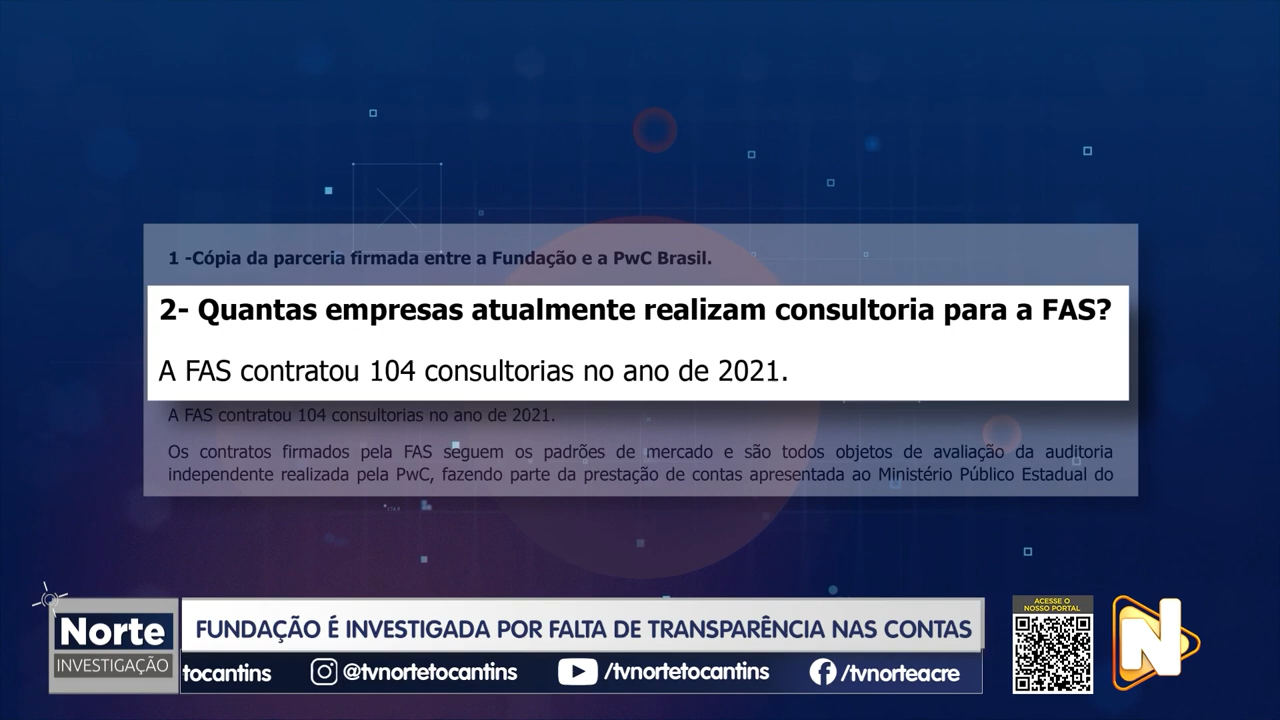 1 -Cópia da parceria firmada entre a Fundação e a PwC Brasil.
2- Quantas empresas atualmente realizam consultoria para a FAS?
A FAS contratou 104 consultorias no ano de 2021.
A FAS contratou 104 consultorias no ano de 2021.
Os contratos firmados pela FAS seguem os padrões de mercado e são todos objetos de avaliação da auditoria
independente realizada pela PwC, fazendo parte da prestação de contas apresentada ao Ministério Público Estadual do
Norte
INVESTIGAÇÃO
FUNDAÇÃO É INVESTIGADA POR FALTA DE TRANSPARÊNCIA NAS CONTAS
tocantins @tvnortetocantins /tvnortetocantins /tvnorteacre
ACESSE O
NOSSO PORTAL
N